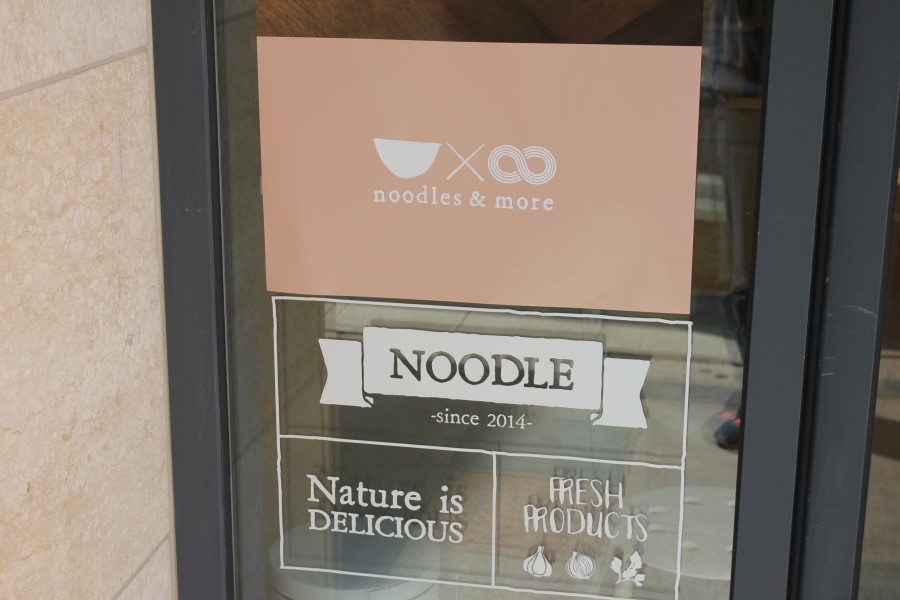 noodles & more
NOODLE
-since 2014-
Nature is
DELICIOUS
FRESH
PRODUCTS